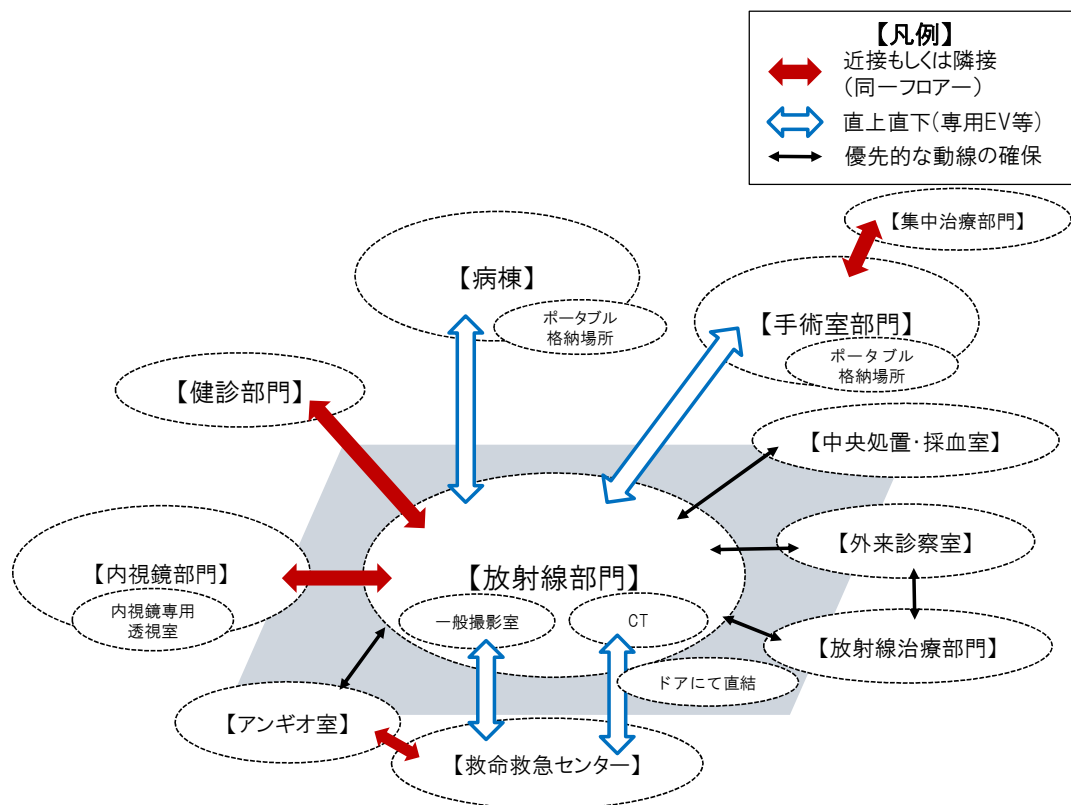 【凡例】
近接もしくは隣接
(同一フロアー)
直上直下(専用EV等)
優先的な動線の確保
【集中治療部門】
【病棟】
ポータブル
格納場所
【手術室部門】
ポータブル
格納場所
【健診部門】
【中央処置・採血室】
【外来診察室】
【内視鏡部門】
内視鏡専用
透視室
【放射線部門】
一般撮影室
CT
【放射線治療部門】
ドアにて直結
【アンギオ室】
【救命救急センター】